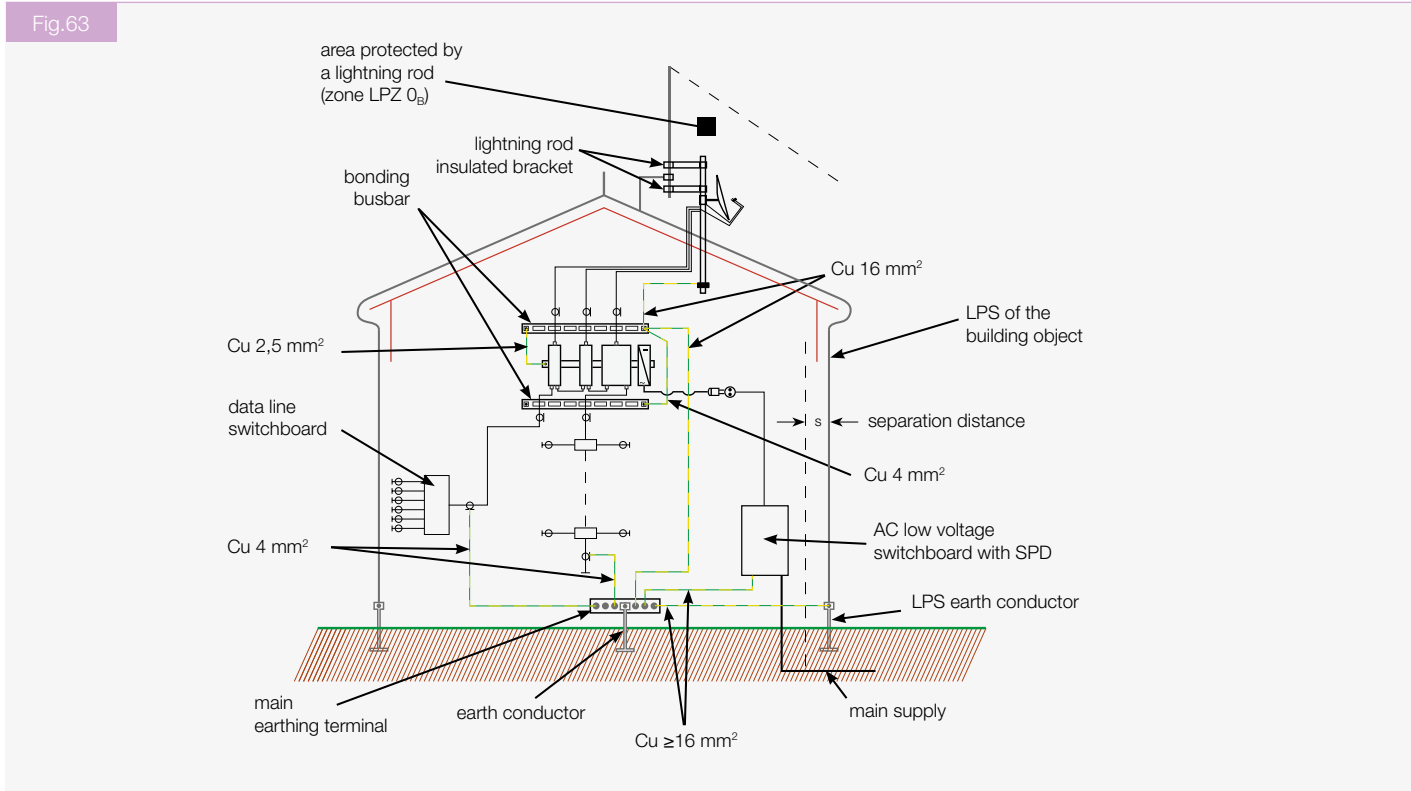 Fig.63
area protected by
a lightning rod
(zone LPZ 0B)
lightning rod
insulated bracket
bonding
busbar
Cu 16 mm²
LPS of the
building object
Cu 2,5 mm²
data line
switchboard
s
separation distance
Cu 4 mm²
AC low voltage
switchboard with SPD
Cu 4 mm²
LPS earth conductor
main
earthing terminal
earth conductor
main supply
Cu ≥16 mm²